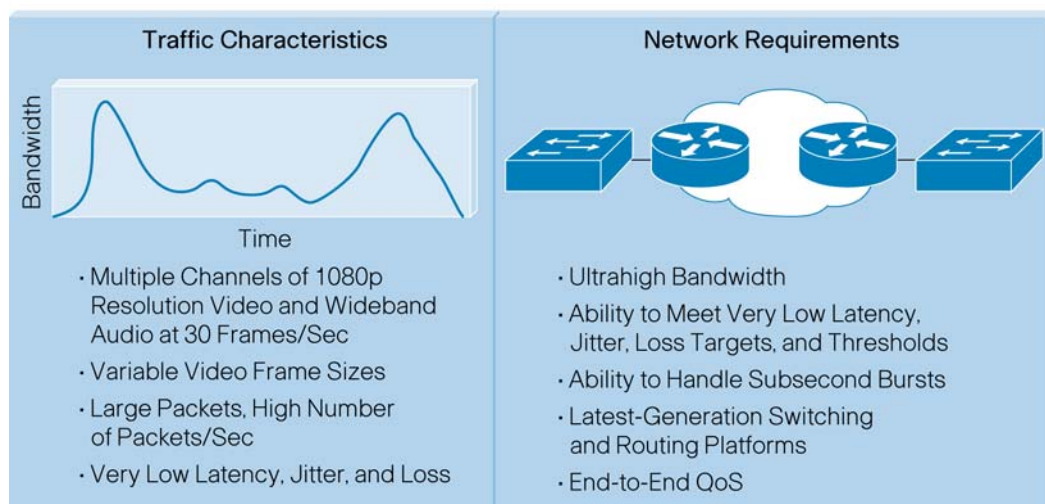 Traffic Characteristics
Bandwidth
Time
· Multiple Channels of 1080p
Resolution Video and Wideband
Audio at 30 Frames/Sec
· Variable Video Frame Sizes
· Large Packets, High Number
of Packets/Sec
· Very Low Latency, Jitter, and Loss
Network Requirements
· Ultrahigh Bandwidth
· Ability to Meet Very Low Latency,
Jitter, Loss Targets, and Thresholds
· Ability to Handle Subsecond Bursts
· Latest-Generation Switching
and Routing Platforms
· End-to-End QoS